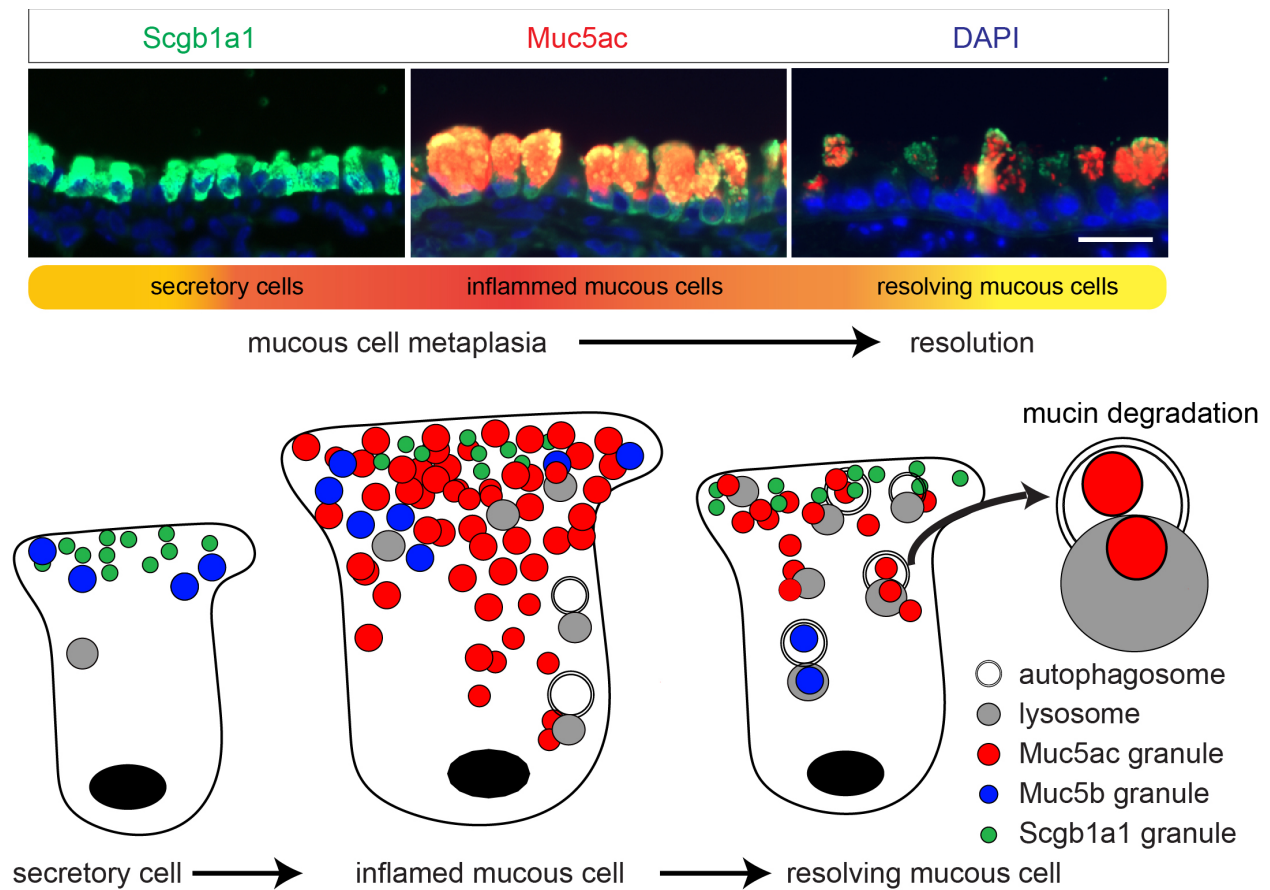 Scgb1a1
Muc5ac
DAPI
secretory cells
inflammed mucous cells
resolving mucous cells
mucous cell metaplasia
resolution
mucin degradation
autophagosome
lysosome
Muc5ac granule
Muc5b granule
Scgb1a1 granule
secretory cell
inflamed mucous cell
resolving mucous cell